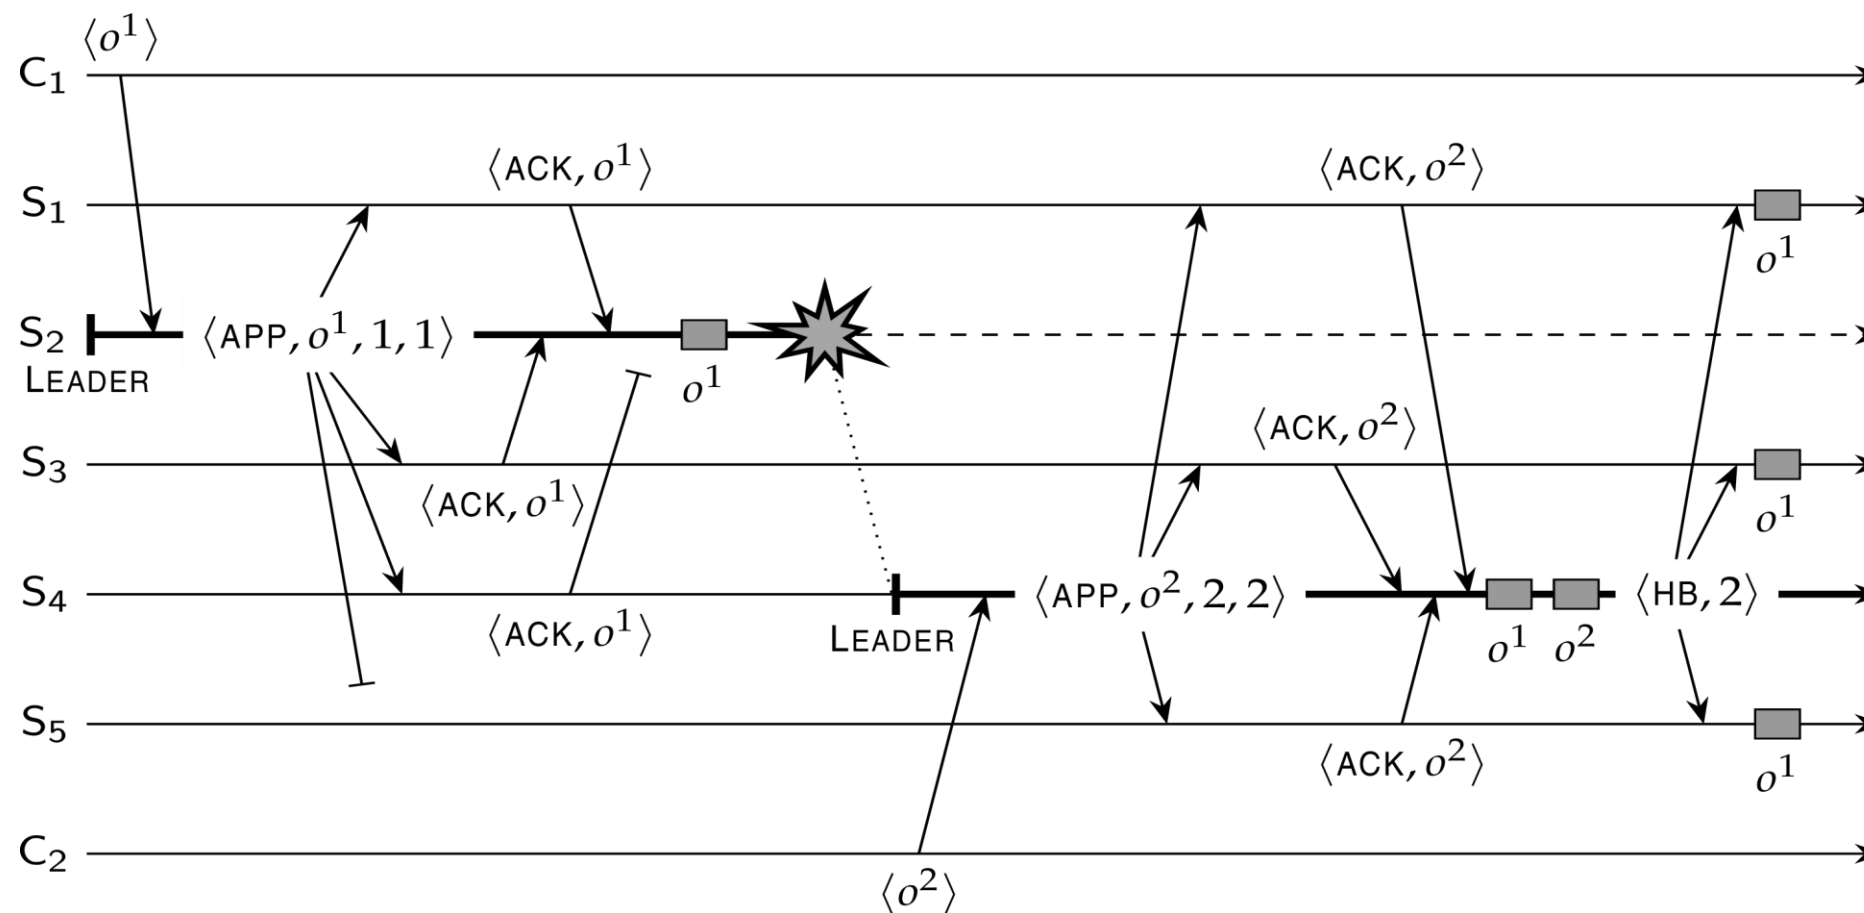 ⟨o¹⟩
C₁
⟨ACK, o¹⟩ ⟨ACK, o²⟩
S₁
o¹
S₂ ⟨APP, o¹, 1, 1⟩
LEADER o¹
⟨ACK, o²⟩
S₃
⟨ACK, o¹⟩ o¹
S₄ ⟨APP, o², 2, 2⟩ ⟨HB, 2⟩
⟨ACK, o¹⟩ LEADER o¹ o²
S₅
⟨ACK, o²⟩ o¹
C₂
⟨o²⟩